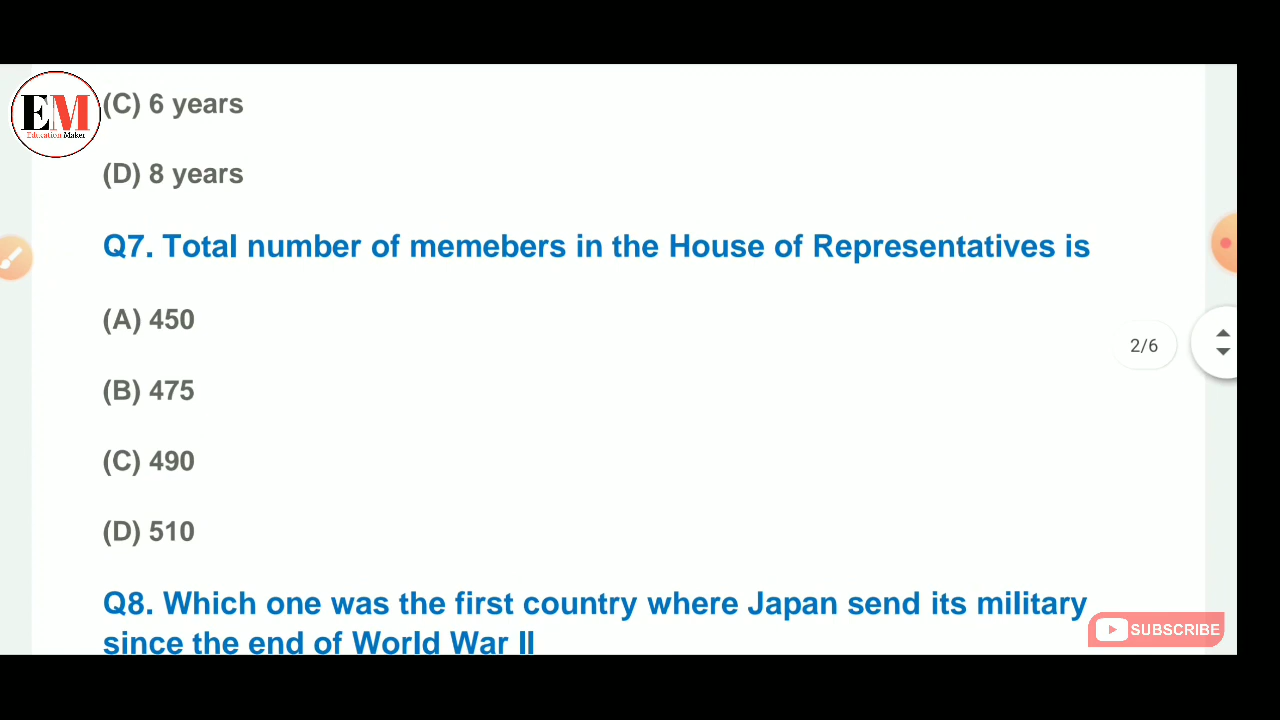 EM
Education Maker
(C) 6 years
(D) 8 years
Q7. Total number of memebers in the House of Representatives is
(A) 450
2/6
(B) 475
(C) 490
(D) 510
Q8. Which one was the first country where Japan send its military
since the end of World War II
SUBSCRIBE